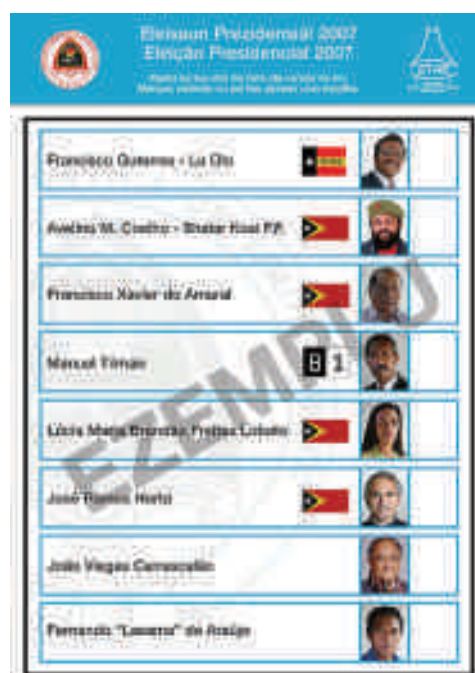 Eleisaun Prezidensiál 2007
Eleição Presidencial 2007
Francisco Guterres - Lu Olo
Avelino M. Coelho - Shalar Kosi F.F.
Francisco Xavier do Amaral
Manuel Tilman
B 1
Lúcia Maria Brandão Freitas Lobato
José Ramos Horta
João Viegas Carrascalão
Fernando "Lasama" de Araújo
EZEMPLU